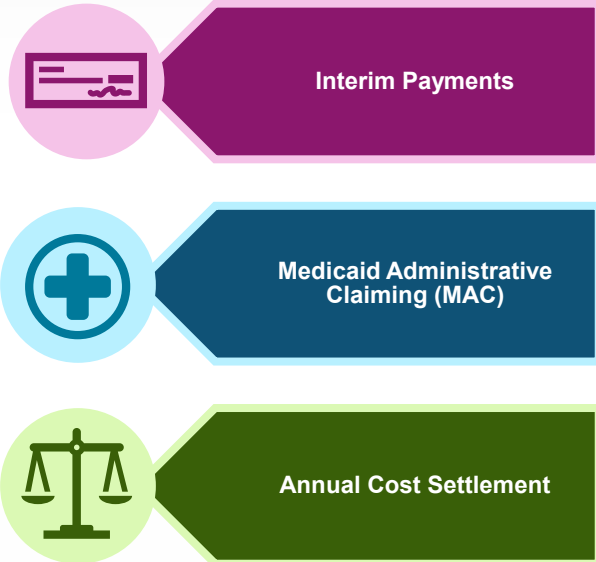 Interim Payments
Medicaid Administrative
Claiming (MAC)
Annual Cost Settlement